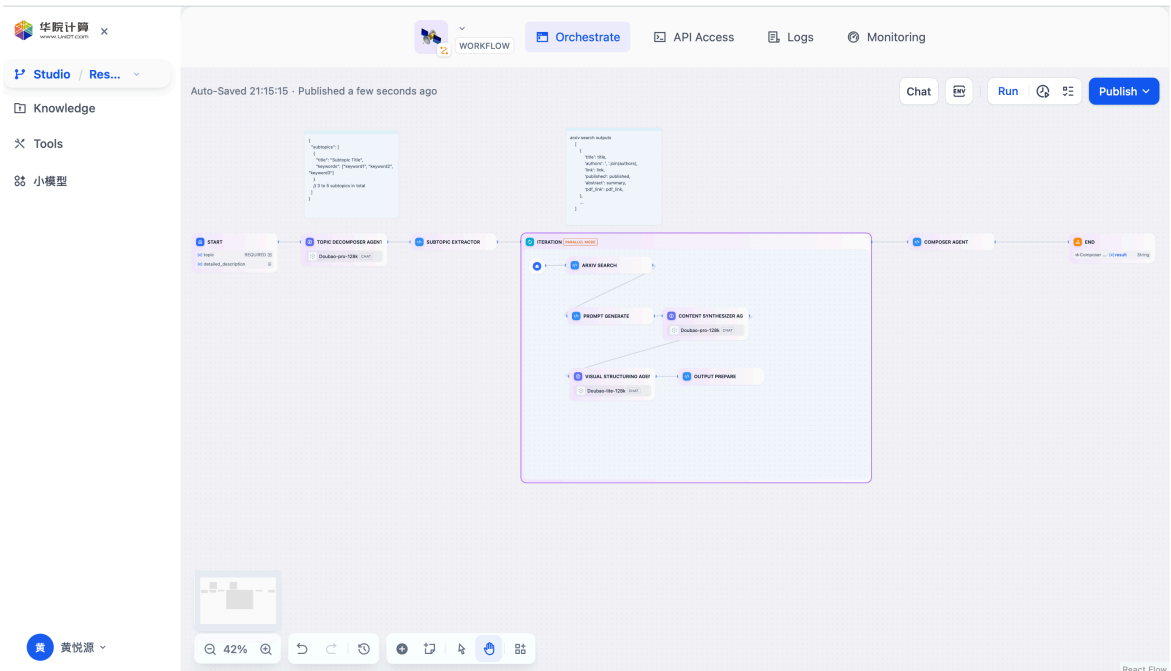 华院计算
www.UniDT.com
Studio / Res...
Knowledge
Tools
小模型
黄 黄悦源
WORKFLOW
Orchestrate
API Access
Logs
Monitoring
Auto-Saved 21:15:15 · Published a few seconds ago
Chat
ENV
Run
Publish
{
"subtopics": [
{
"title": "Subtopic Title",
"keywords": ["keyword1", "keyword2",
"keyword3"]
}
// 3 to 5 subtopics in total
]
}
arxiv search outputs
[
{
'title': title,
'authors': ', '.join(authors),
'link': link,
'published': published,
'abstract': summary,
'pdf_link': pdf_link,
},
...
]
START
{x} topic REQUIRED
{x} detailed_description
TOPIC DECOMPOSER AGENT
Doubao-pro-128k CHAT
SUBTOPIC EXTRACTOR
ITERATION PARALLEL MODE
ARXIV SEARCH
PROMPT GENERATE
CONTENT SYNTHESIZER AG
Doubao-pro-128k CHAT
VISUAL STRUCTURING AGE
Doubao-lite-128k CHAT
OUTPUT PREPARE
COMPOSER AGENT
END
Composer ... {x} result String
42%
React Flow